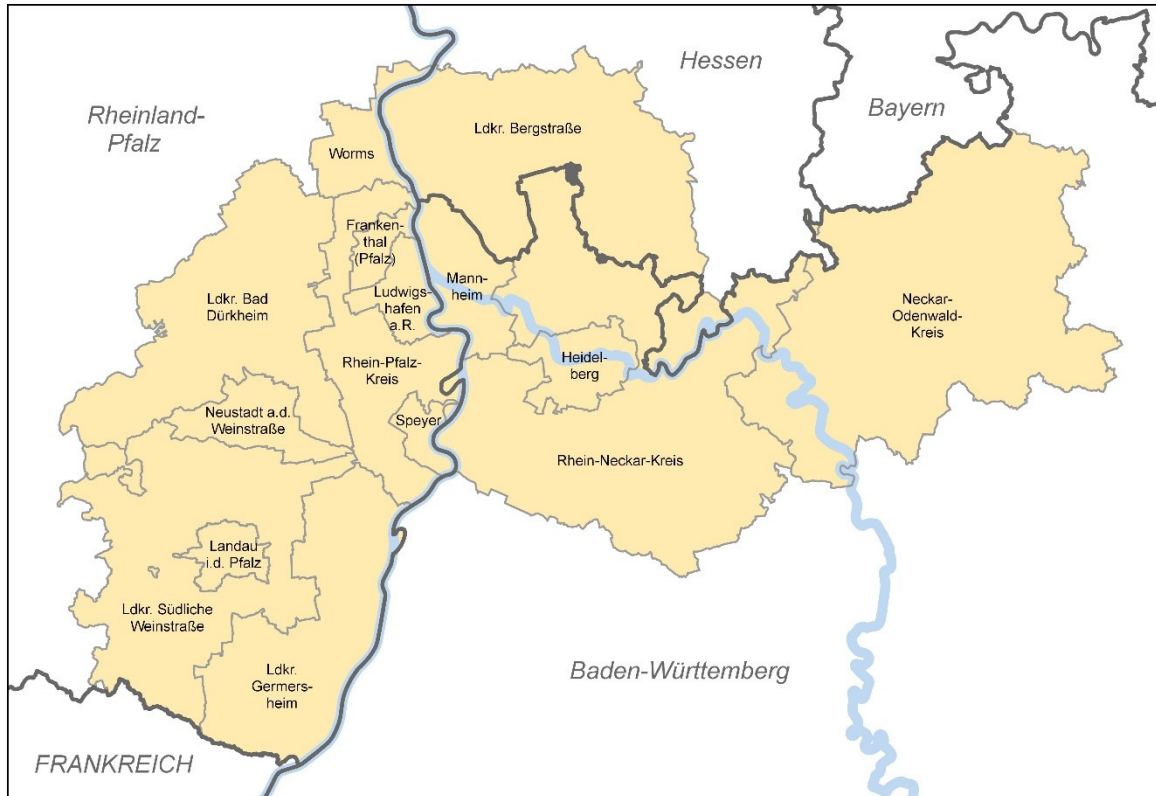 Hessen
Bayern
Rheinland-
Pfalz
Ldkr. Bergstraße
Worms
Franken-
thal
(Pfalz)
Mann-
heim
Ludwigs-
hafen
a.R.
Ldkr. Bad
Dürkheim
Neckar-
Odenwald-
Kreis
Rhein-Pfalz-
Kreis
Heidel-
berg
Neustadt a.d.
Weinstraße
Speyer
Rhein-Neckar-Kreis
Landau
i.d. Pfalz
Ldkr. Südliche
Weinstraße
Ldkr.
Germers-
heim
Baden-Württemberg
FRANKREICH